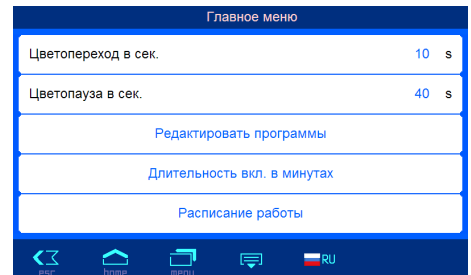 Главное меню
Цветопереход в сек. 10 s
Цветопауза в сек. 40 s
Редактировать программы
Длительность вкл. в минутах
Расписание работы
esc home menu RU